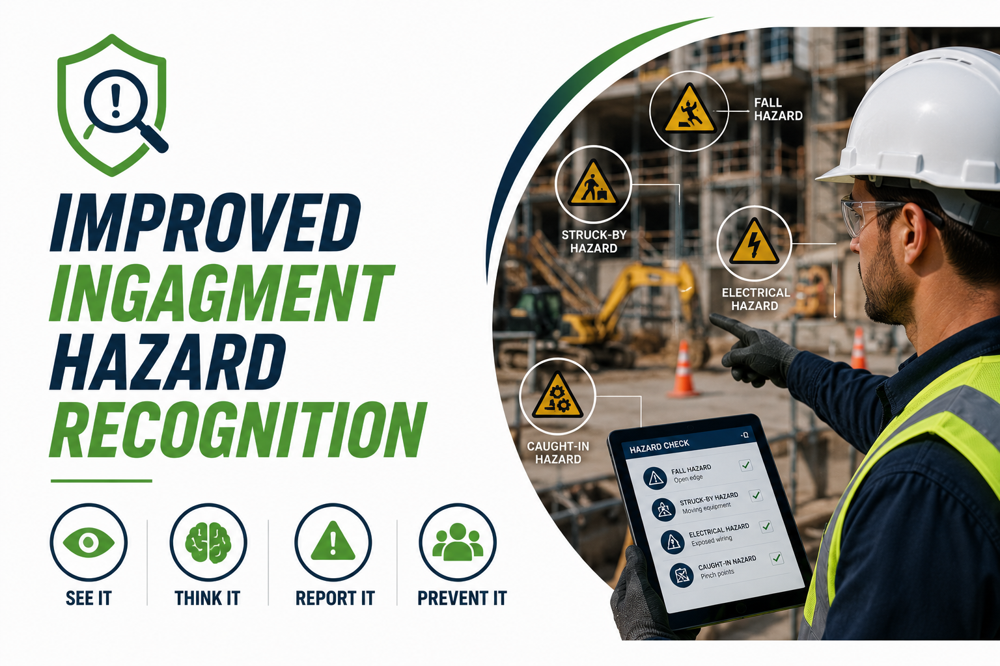 IMPROVED
INGAGMENT
HAZARD
RECOGNITION
SEE IT
THINK IT
REPORT IT
PREVENT IT
FALL
HAZARD
STRUCK-BY
HAZARD
ELECTRICAL
HAZARD
CAUGHT-IN
HAZARD
HAZARD CHECK
FALL HAZARD
Open edge
STRUCK-BY HAZARD
Moving equipment
ELECTRICAL HAZARD
Exposed wiring
CAUGHT-IN NAZARD
Pinch points